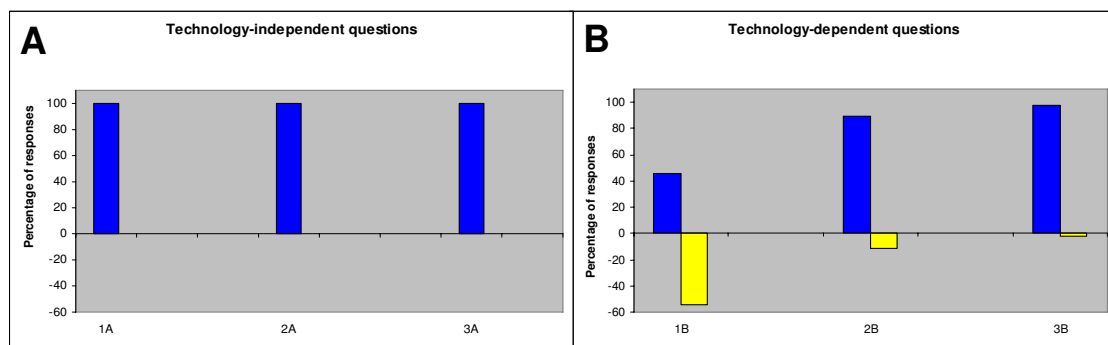 A
Technology-independent questions
Percentage of responses
100
80
60
40
20
0
-20
-40
-60
1A 2A 3A
B
Technology-dependent questions
Percentage of responses
100
80
60
40
20
0
-20
-40
-60
1B 2B 3B